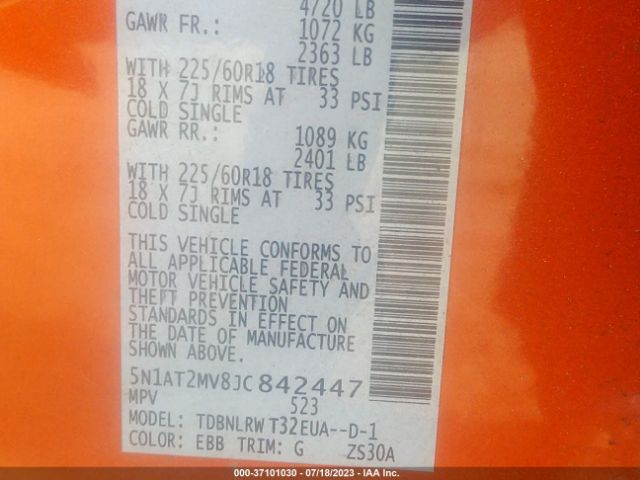 4720 LB
GAWR FR.: 1072 KG
2363 LB
WITH 225/60R18 TIRES
18 X 7J RIMS AT 33 PSI
COLD SINGLE
GAWR RR.: 1089 KG
2401 LB
WITH 225/60R18 TIRES
18 X 7J RIMS AT 33 PSI
COLD SINGLE
THIS VEHICLE CONFORMS TO
ALL APPLICABLE FEDERAL
MOTOR VEHICLE SAFETY AND
THEFT PREVENTION
STANDARDS IN EFFECT ON
THE DATE OF MANUFACTURE
SHOWN ABOVE.
5N1AT2MV8JC842447
MPV 523
MODEL: TDBNLRW T32EUA--D-1
COLOR: EBB TRIM: G ZS30A
000-37101030 - 07/18/2023 - IAA Inc.